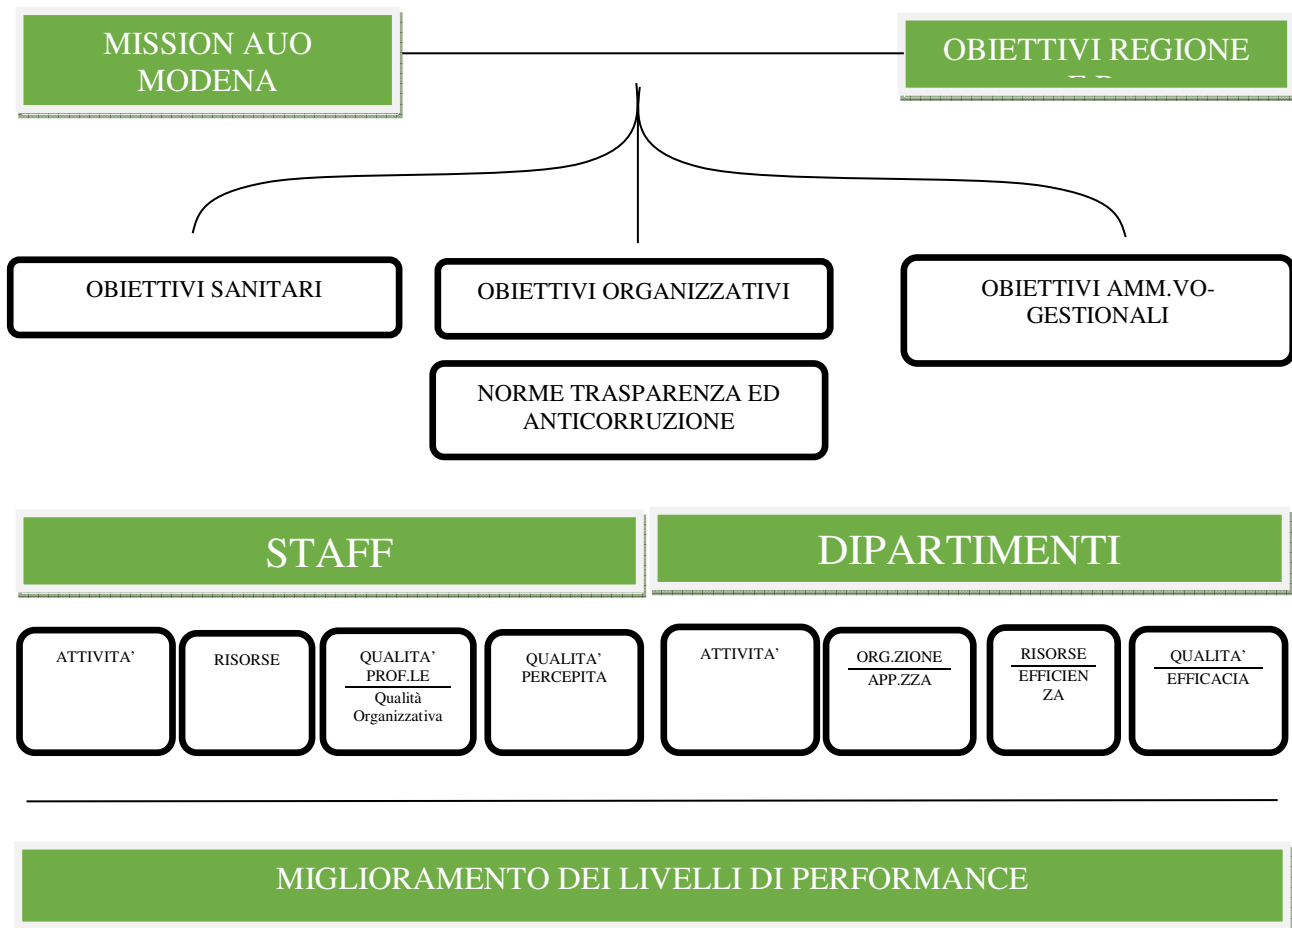 MISSION AUO
MODENA
OBIETTIVI REGIONE
OBIETTIVI SANITARI
OBIETTIVI ORGANIZZATIVI
OBIETTIVI AMM.VO-
GESTIONALI
NORME TRASPARENZA ED
ANTICORRUZIONE
STAFF
DIPARTIMENTI
ATTIVITA’
RISORSE
QUALITA’
PROF.LE
Qualità
Organizzativa
QUALITA’
PERCEPITA
ATTIVITA’
ORG.ZIONE
APP.ZZA
RISORSE
EFFICIEN
ZA
QUALITA’
EFFICACIA
MIGLIORAMENTO DEI LIVELLI DI PERFORMANCE